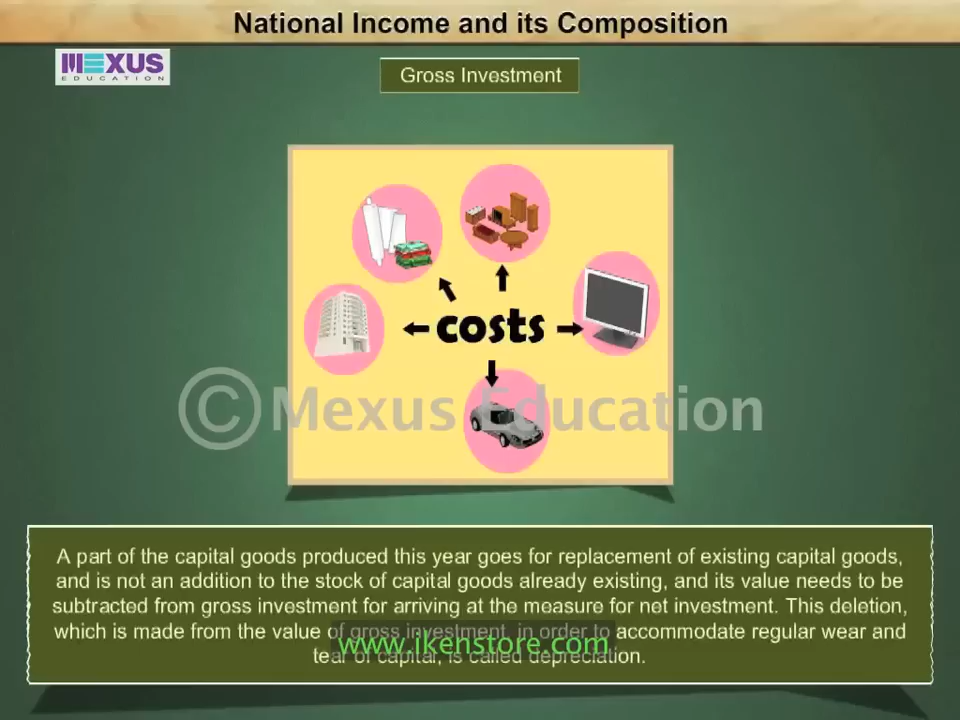 National Income and its Composition
MEXUS
EDUCATION
Gross Investment
costs
© Mexus Education
A part of the capital goods produced this year goes for replacement of existing capital goods,
and is not an addition to the stock of capital goods already existing, and its value needs to be
subtracted from gross investment for arriving at the measure for net investment. This deletion,
which is made from the value of gross investment, in order to accommodate regular wear and
tear of capital, is called depreciation.
www.ikenstore.com